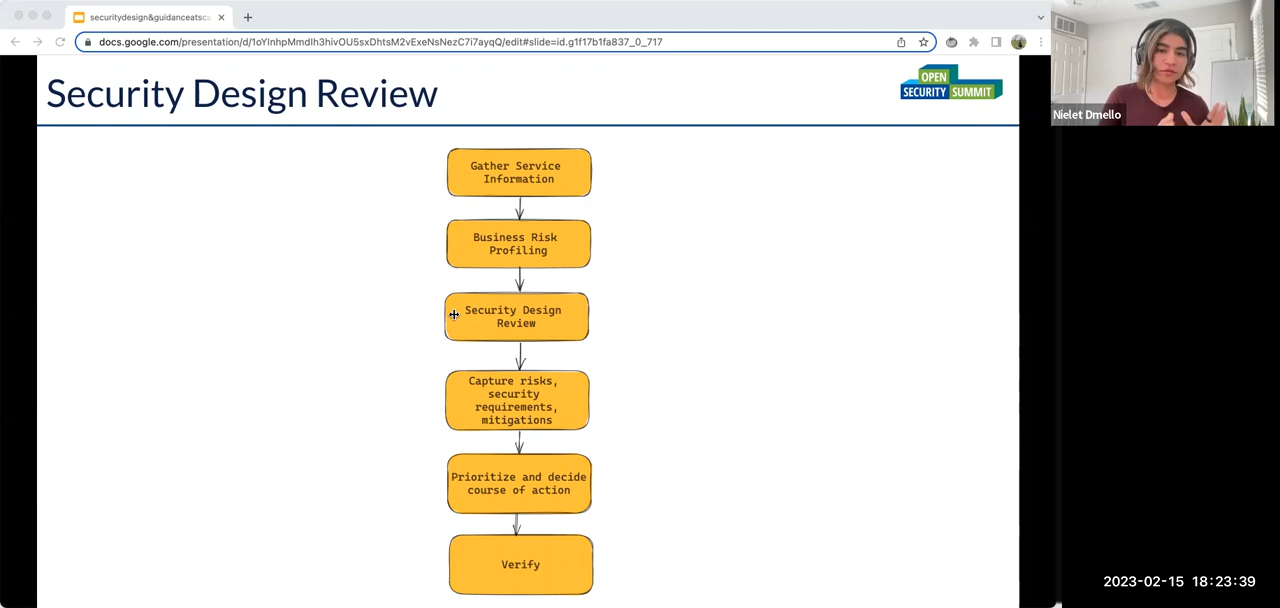 securitydesign&guidanceatsca
docs.google.com/presentation/d/1oYInhpMmdIh3hivOU5sxDhtsM2vExeNsNezC7i7ayqQ/edit#slide=id.g1f17b1fa837_0_717
Security Design Review
OPEN
SECURITY SUMMIT
Nielet Dmello
Gather Service
Information
Business Risk
Profiling
Security Design
Review
Capture risks,
security
requirements,
mitigations
Prioritize and decide
course of action
Verify
2023-02-15 18:23:39